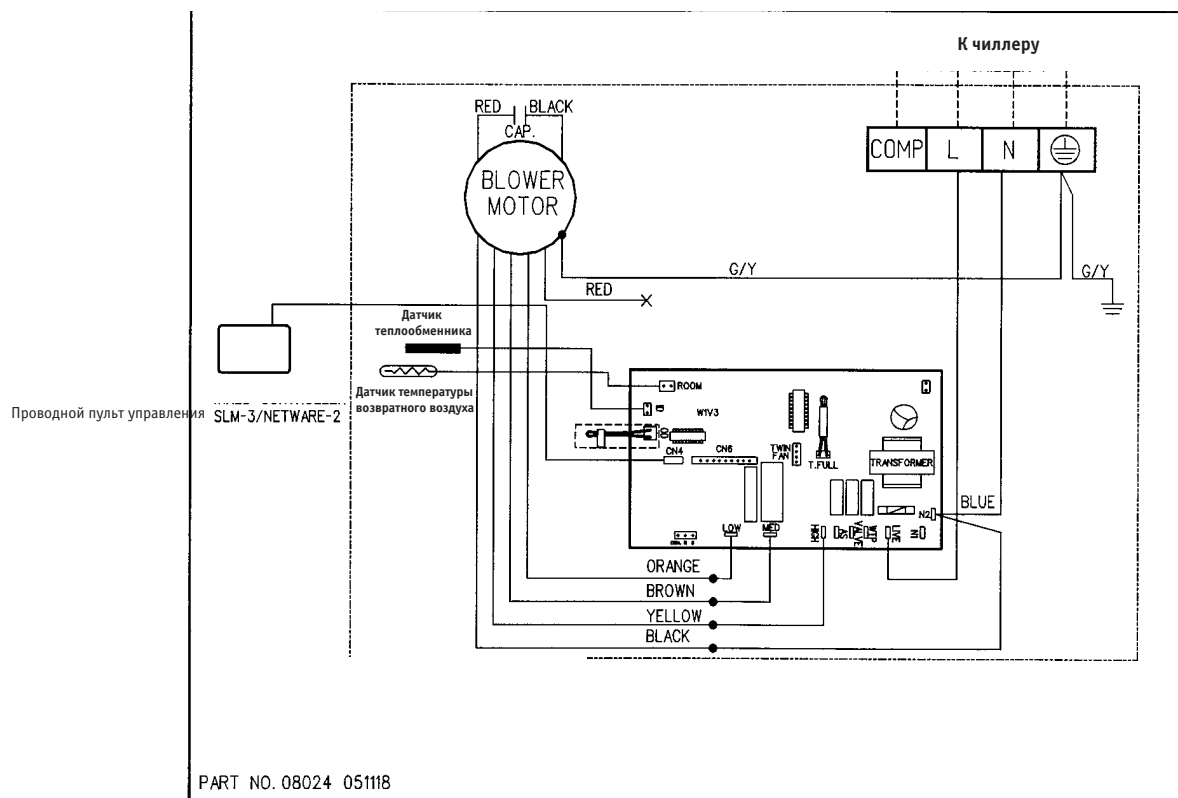 К чиллеру
RED BLACK
CAP.
COMP L N
BLOWER
MOTOR
G/Y
G/Y
RED
Датчик
теплообменника
ROOM
Датчик температуры
возвратного воздуха
Проводной пульт управления
SLM-3/NETWARE-2
W1V3
CN4
CN6
TWIN
FAN
T.FULL
TRANSFORMER
BLUE
N2
LOW
MED
HIGH
VALVE
LIVE
N1
ORANGE
BROWN
YELLOW
BLACK
PART NO. 08024 051118